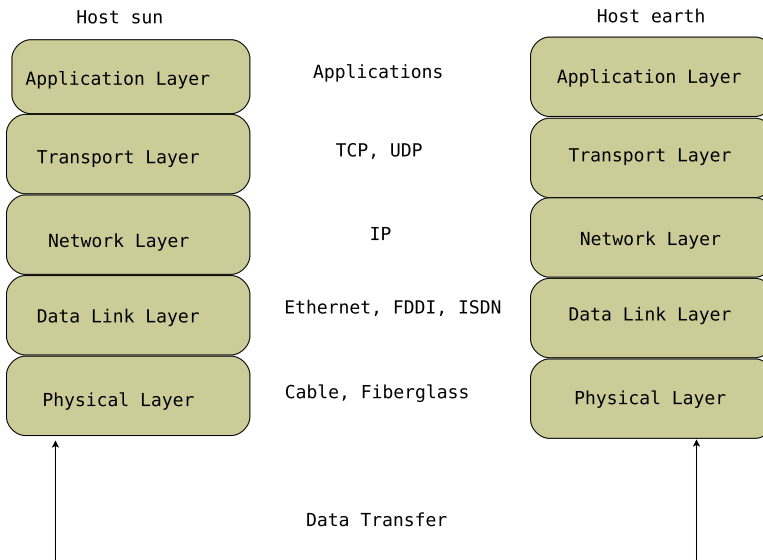 Host sun
Host earth
Application Layer
Applications
Application Layer
Transport Layer
TCP, UDP
Transport Layer
Network Layer
IP
Network Layer
Data Link Layer
Ethernet, FDDI, ISDN
Data Link Layer
Physical Layer
Cable, Fiberglass
Physical Layer
Data Transfer